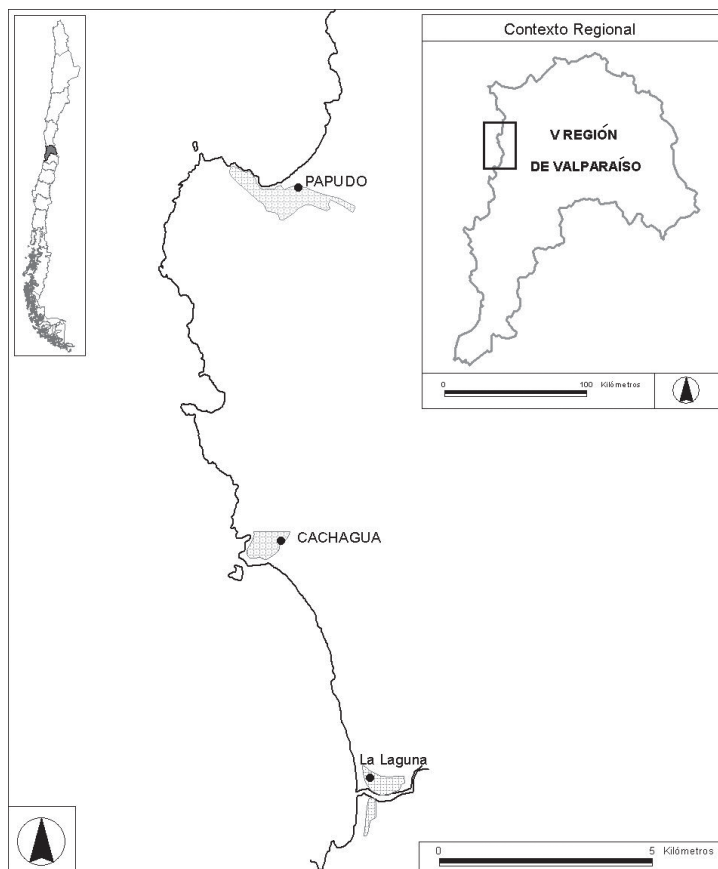 Contexto Regional
V REGIÓN
DE VALPARAÍSO
0 100 Kilómetros
PAPUDO
CACHAGUA
La Laguna
0 5 Kilómetros